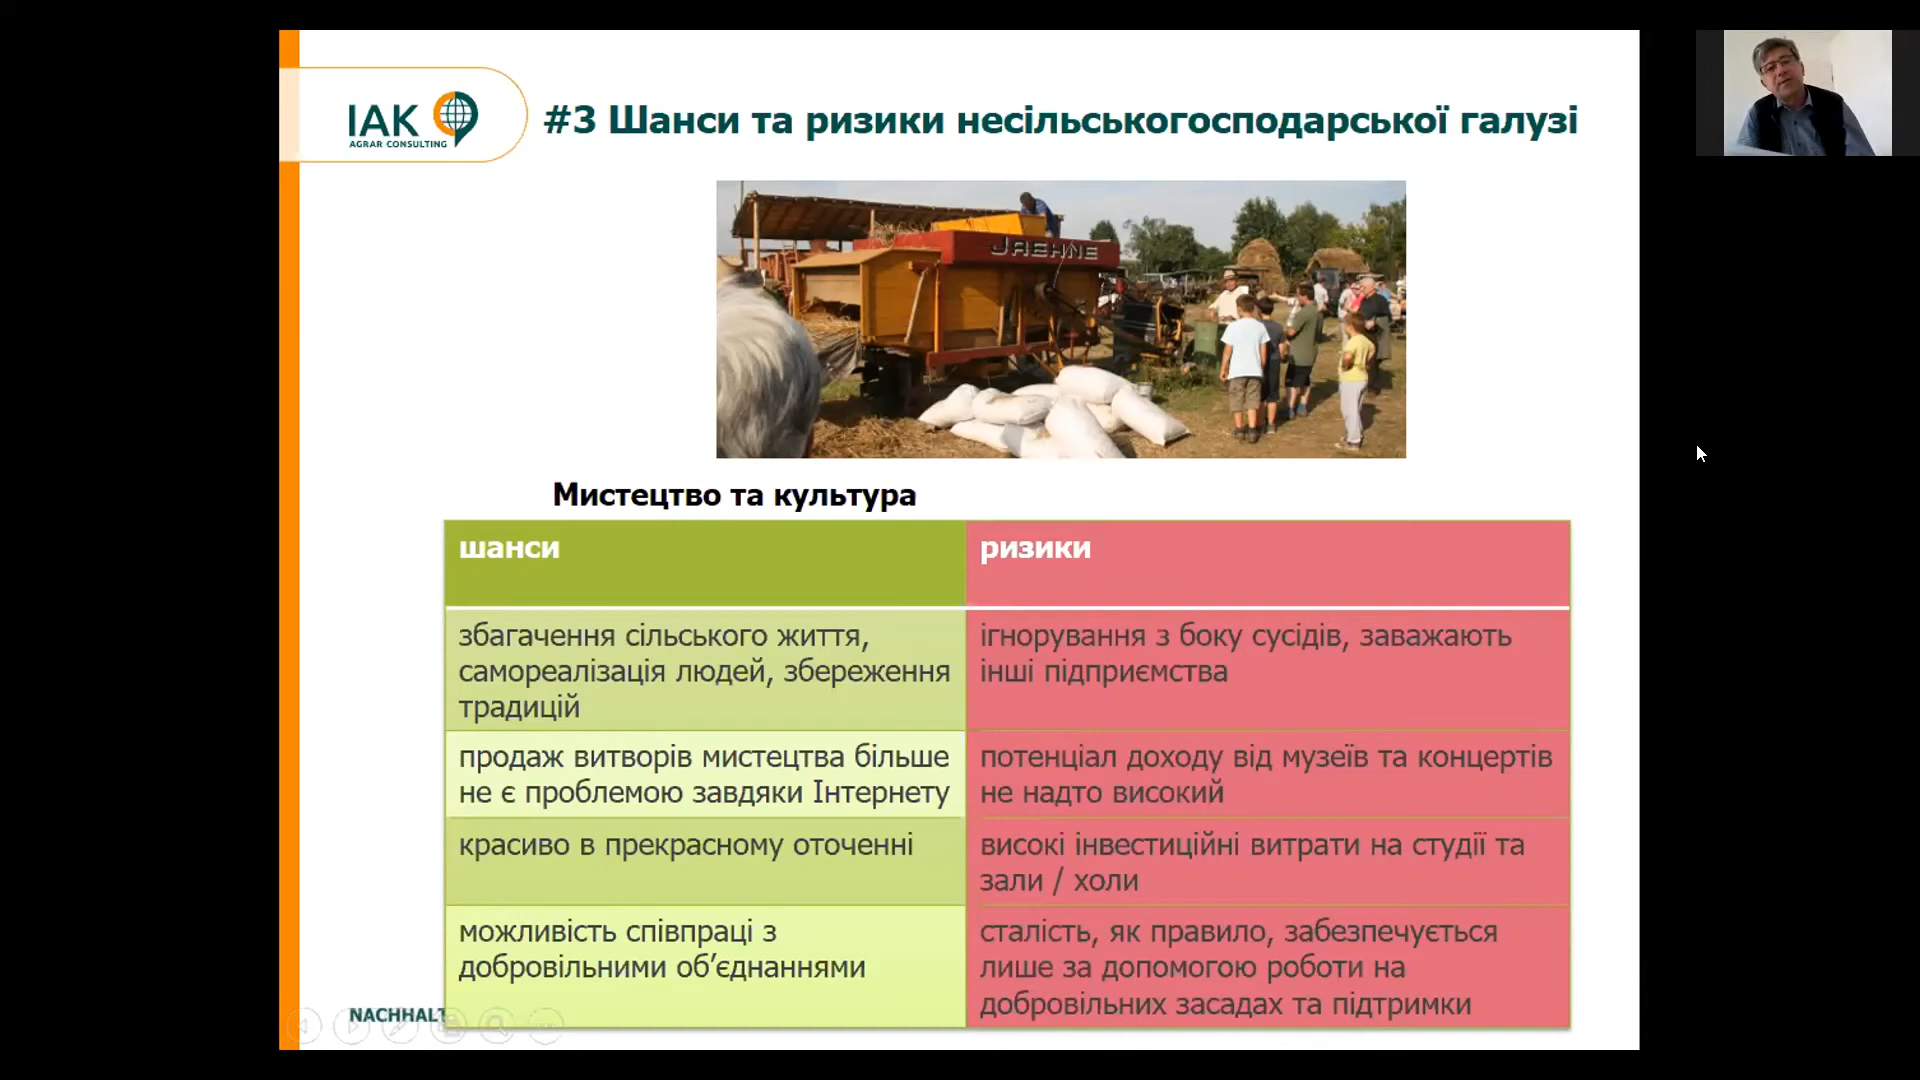 IAK
AGRAR CONSULTING
#3 Шанси та ризики несільськогосподарської галузі
JAEHNE
Мистецтво та культура
шанси
ризики
збагачення сільського життя,
самореалізація людей, збереження
традицій
ігнорування з боку сусідів, заважають
інші підприємства
продаж витворів мистецтва більше
не є проблемою завдяки Інтернету
потенціал доходу від музеїв та концертів
не надто високий
красиво в прекрасному оточенні
високі інвестиційні витрати на студії та
зали / холи
можливість співпраці з
добровільними об’єднаннями
сталість, як правило, забезпечується
лише за допомогою роботи на
добровільних засадах та підтримки
NACHHALT